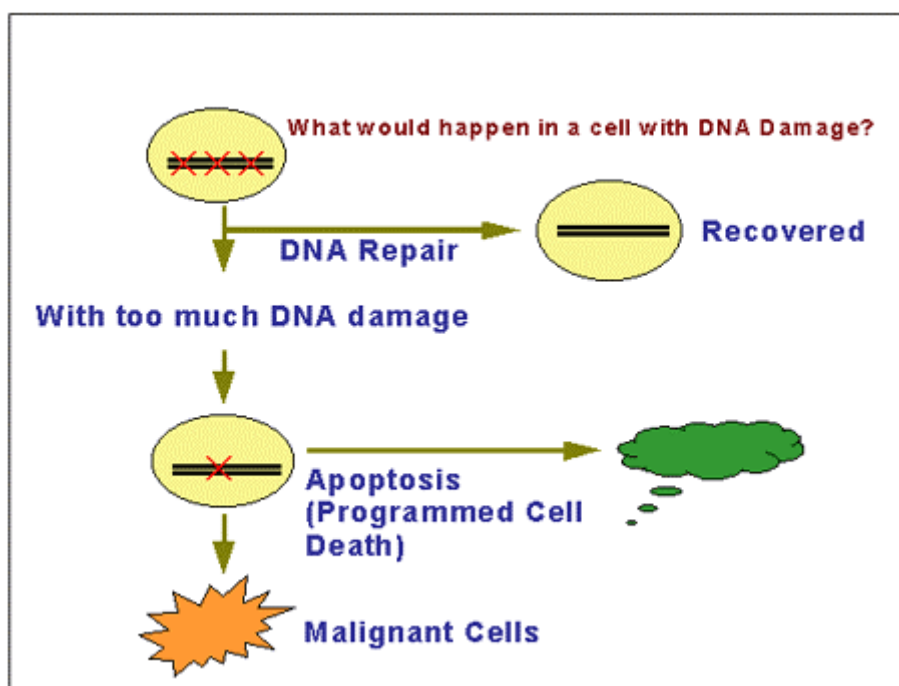 What would happen in a cell with DNA Damage?
DNA Repair
Recovered
With too much DNA damage
Apoptosis
(Programmed Cell
Death)
Malignant Cells